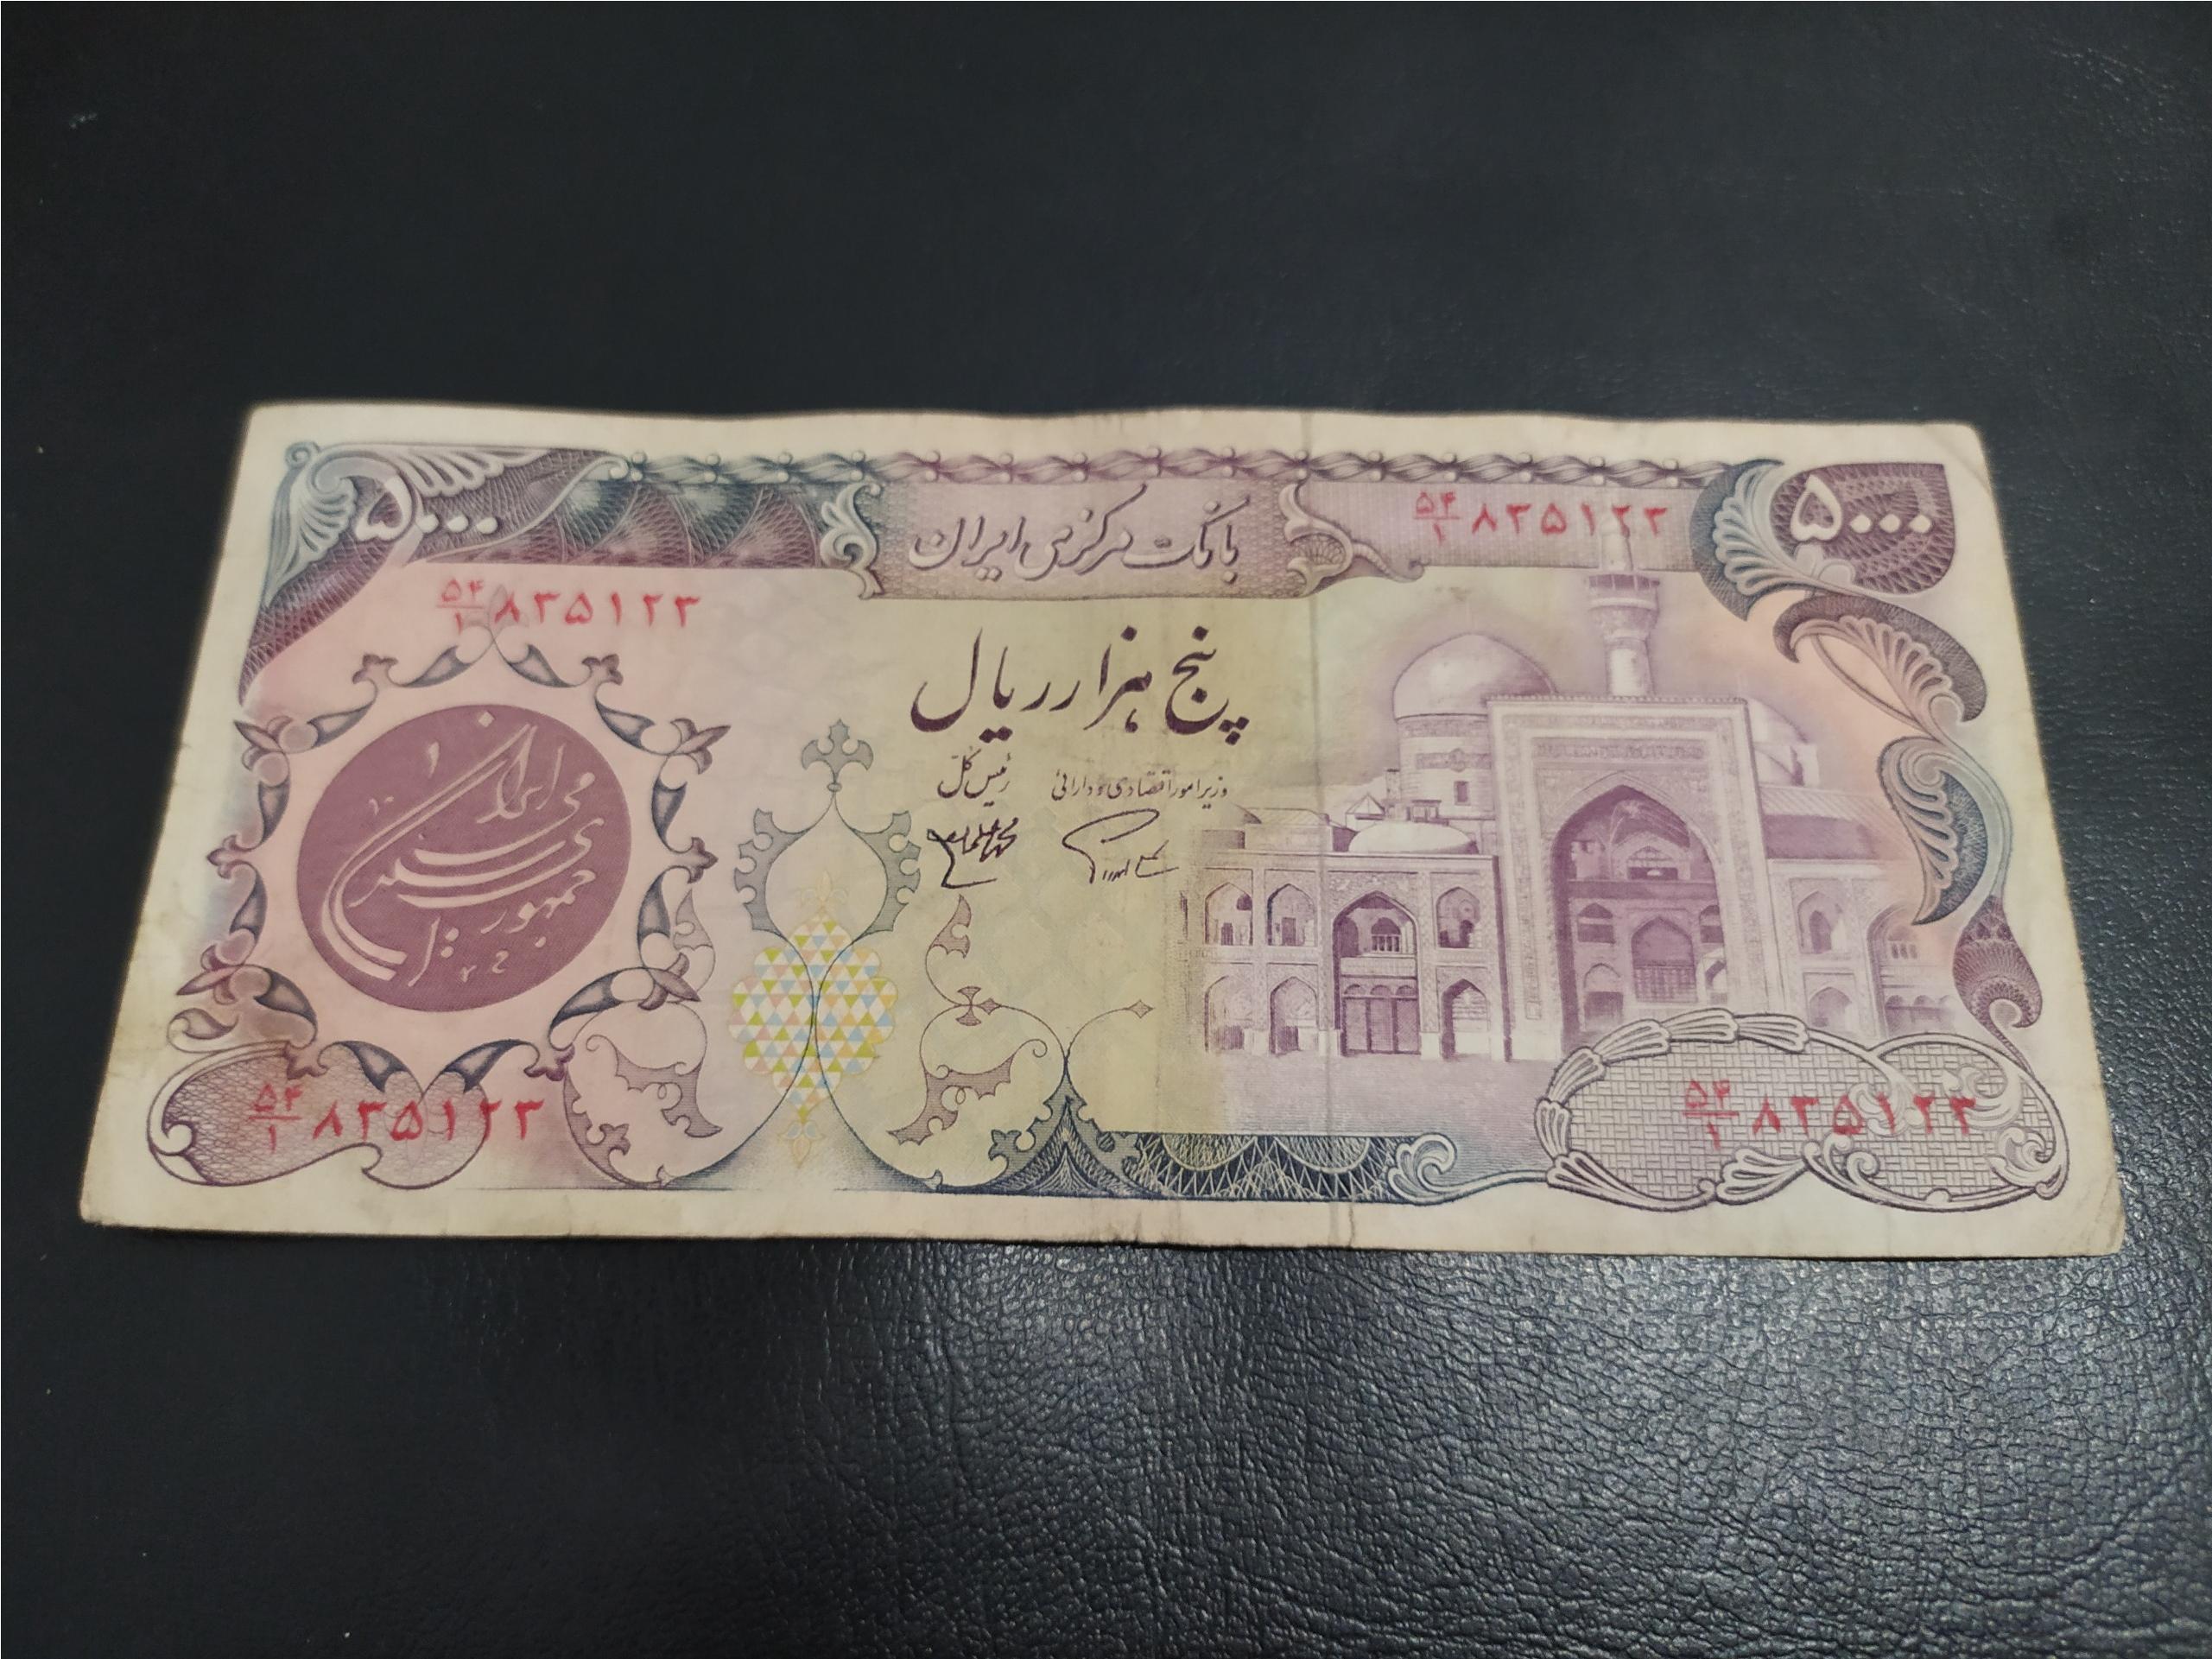 ۵۰۰۰
بانک مرکزی ایران
۵۴/۱ ۸۳۵۱۲۳
۵۰۰۰
۵۴/۱ ۸۳۵۱۲۳
پنج هزار ریال
وزیر امور اقتصادی و دارائی
رئیس کل
جمهوری اسلامی ایران
۵۴/۱ ۸۳۵۱۲۳
۵۴/۱ ۸۳۵۱۲۳